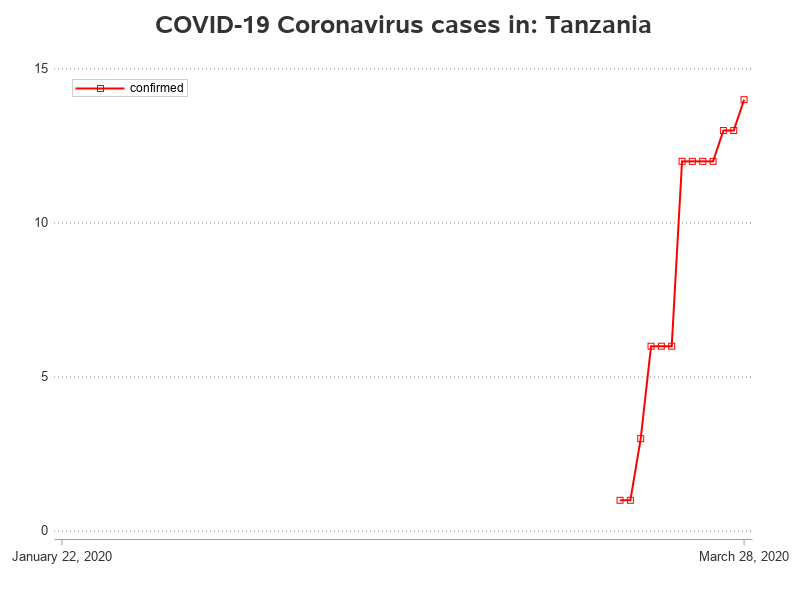 COVID-19 Coronavirus cases in: Tanzania
15
confirmed
10
5
0
January 22, 2020
March 28, 2020